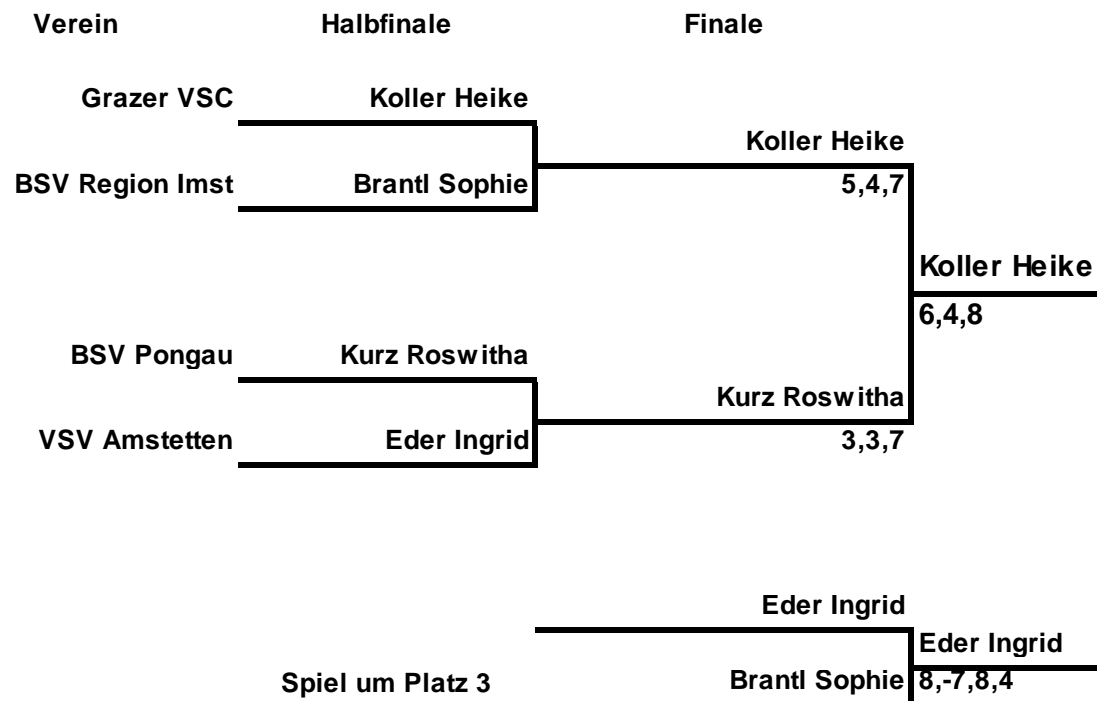 Verein Halbfinale Finale
Grazer VSC Koller Heike
Koller Heike
BSV Region Imst Brantl Sophie 5,4,7
Koller Heike
6,4,8
BSV Pongau Kurz Roswitha
Kurz Roswitha
VSV Amstetten Eder Ingrid 3,3,7
Eder Ingrid
Eder Ingrid
Spiel um Platz 3 Brantl Sophie 8,-7,8,4